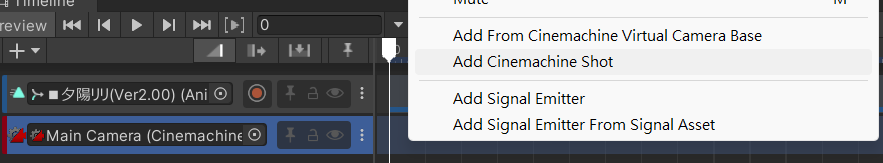 Timeline
review
0
Mute M
Add From Cinemachine Virtual Camera Base
Add Cinemachine Shot
Add Signal Emitter
Add Signal Emitter From Signal Asset
0
■夕陽リリ(Ver2.00) (Ani
Main Camera (Cinemachine